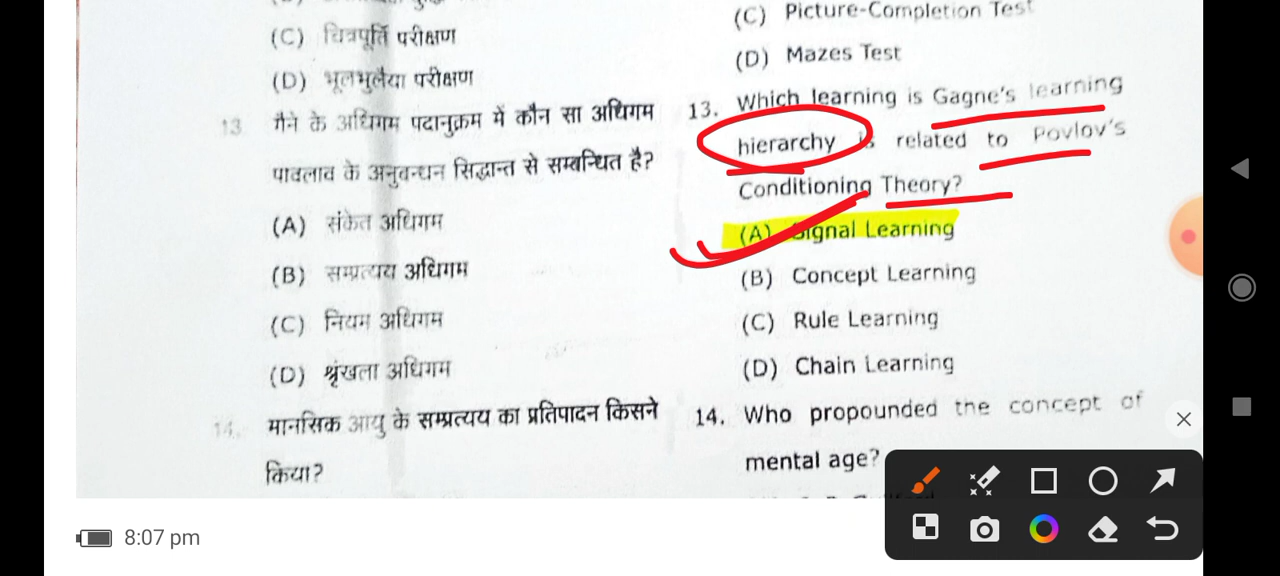 (C) चित्रपूर्ति परीक्षण
(D) भूलभुलैया परीक्षण
13 गैने के अधिगम पदानुक्रम में कौन सा अधिगम
पावलाव के अनुबन्धन सिद्धान्त से सम्बन्धित है?
(A) संकेत अधिगम
(B) सम्प्रत्यय अधिगम
(C) नियम अधिगम
(D) श्रृंखला अधिगम
14. मानसिक आयु के सम्प्रत्यय का प्रतिपादन किसने
किया?
(C) Picture-Completion Test
(D) Mazes Test
13. Which learning is Gagne's learning
hierarchy is related to Povlov's
Conditioning Theory?
(A) Signal Learning
(B) Concept Learning
(C) Rule Learning
(D) Chain Learning
14. Who propounded the concept of
mental age?
8:07 pm